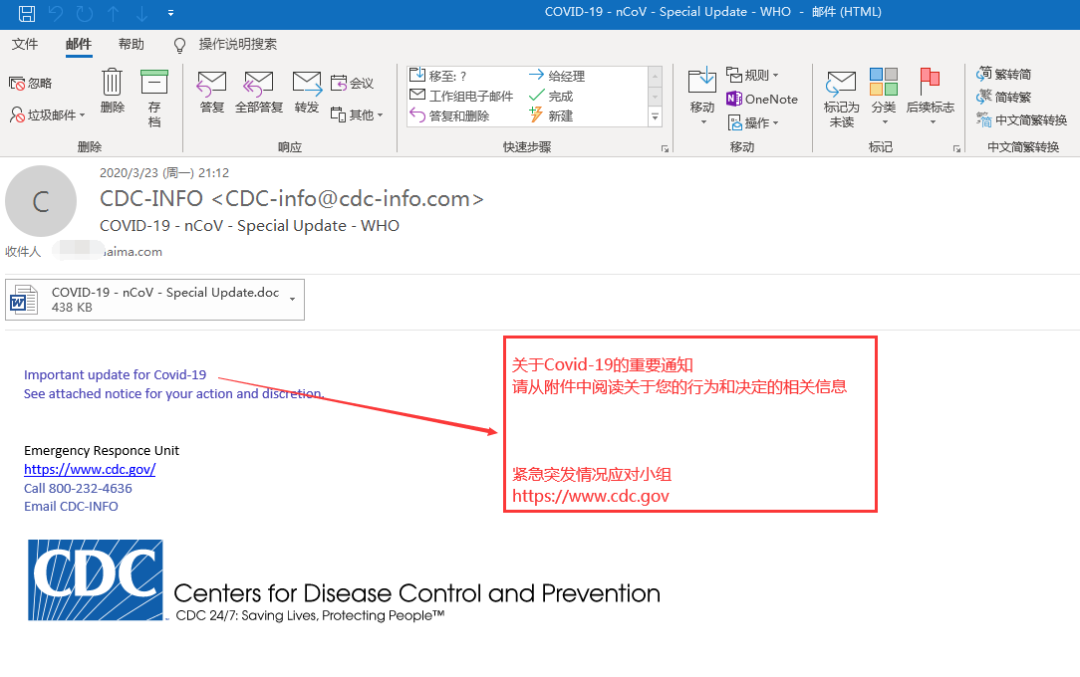 COVID-19 - nCoV - Special Update - WHO - 邮件 (HTML)
文件 邮件 帮助 操作说明搜索
忽略
垃圾邮件
删除
存档
删除
答复
全部答复
转发
会议
其他
响应
移至: ?
工作组电子邮件
答复和删除
给经理
完成
新建
快速步骤
移动
规则
OneNote
操作
移动
标记为
未读
分类
后续标志
标记
繁转简
简转繁
中文简繁转换
中文简繁转换
C
2020/3/23 (周一) 21:12
CDC-INFO <CDC-info@cdc-info.com>
COVID-19 - nCoV - Special Update - WHO
收件人 aima.com
COVID-19 - nCoV - Special Update.doc
438 KB
Important update for Covid-19
See attached notice for your action and discretion.
Emergency Responce Unit
https://www.cdc.gov/
Call 800-232-4636
Email CDC-INFO
关于Covid-19的重要通知
请从附件中阅读关于您的行为和决定的相关信息
紧急突发情况应对小组
https://www.cdc.gov
CDC
Centers for Disease Control and Prevention
CDC 24/7: Saving Lives, Protecting People™